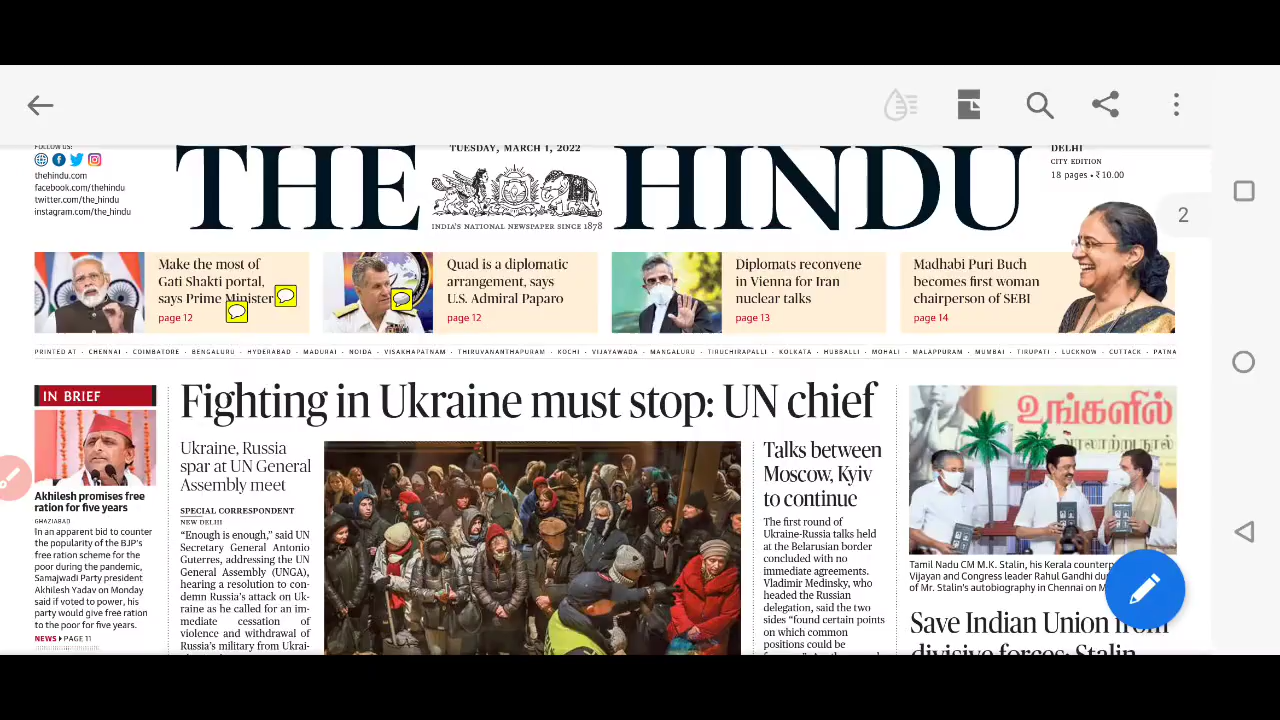 FOLLOW US:
thehindu.com
facebook.com/thehindu
twitter.com/the_hindu
instagram.com/the_hindu
THE HINDU
TUESDAY, MARCH 1, 2022
INDIA'S NATIONAL NEWSPAPER SINCE 1878
DELHI
CITY EDITION
18 pages • ₹10.00
2
Make the most of
Gati Shakti portal,
says Prime Minister
page 12
Quad is a diplomatic
arrangement, says
U.S. Admiral Paparo
page 12
Diplomats reconvene
in Vienna for Iran
nuclear talks
page 13
Madhabi Puri Buch
becomes first woman
chairperson of SEBI
page 14
PRINTED AT · CHENNAI · COIMBATORE · BENGALURU · HYDERABAD · MADURAI · NOIDA · VISAKHAPATNAM · THIRUVANANTHAPURAM · KOCHI · VIJAYAWADA · MANGALURU · TIRUCHIRAPALLI · KOLKATA · HUBBALLI · MOHALI · MALAPPURAM · MUMBAI · TIRUPATI · LUCKNOW · CUTTACK · PATNA
IN BRIEF
Akhilesh promises free
ration for five years
GHAZIABAD
In an apparent bid to counter
the popularity of the BJP's
free ration scheme for the
poor during the pandemic,
Samajwadi Party president
Akhilesh Yadav on Monday
said if voted to power, his
party would give free ration
to the poor for five years.
NEWS ▸ PAGE 11
Fighting in Ukraine must stop: UN chief
Ukraine, Russia
spar at UN General
Assembly meet
SPECIAL CORRESPONDENT
NEW DELHI
"Enough is enough," said UN
Secretary General Antonio
Guterres, addressing the UN
General Assembly (UNGA),
hearing a resolution to con-
demn Russia's attack on Uk-
raine as he called for an im-
mediate cessation of
violence and withdrawal of
Russia's military from Ukrai-
Talks between
Moscow, Kyiv
to continue
The first round of
Ukraine-Russia talks held
at the Belarusian border
concluded with no
immediate agreements.
Vladimir Medinsky, who
headed the Russian
delegation, said the two
sides "found certain points
on which common
positions could be
உங்களில்
Tamil Nadu CM M.K. Stalin, his Kerala counterp
Vijayan and Congress leader Rahul Gandhi du
of Mr. Stalin's autobiography in Chennai on M
Save Indian Union from
divisive forces: Stalin